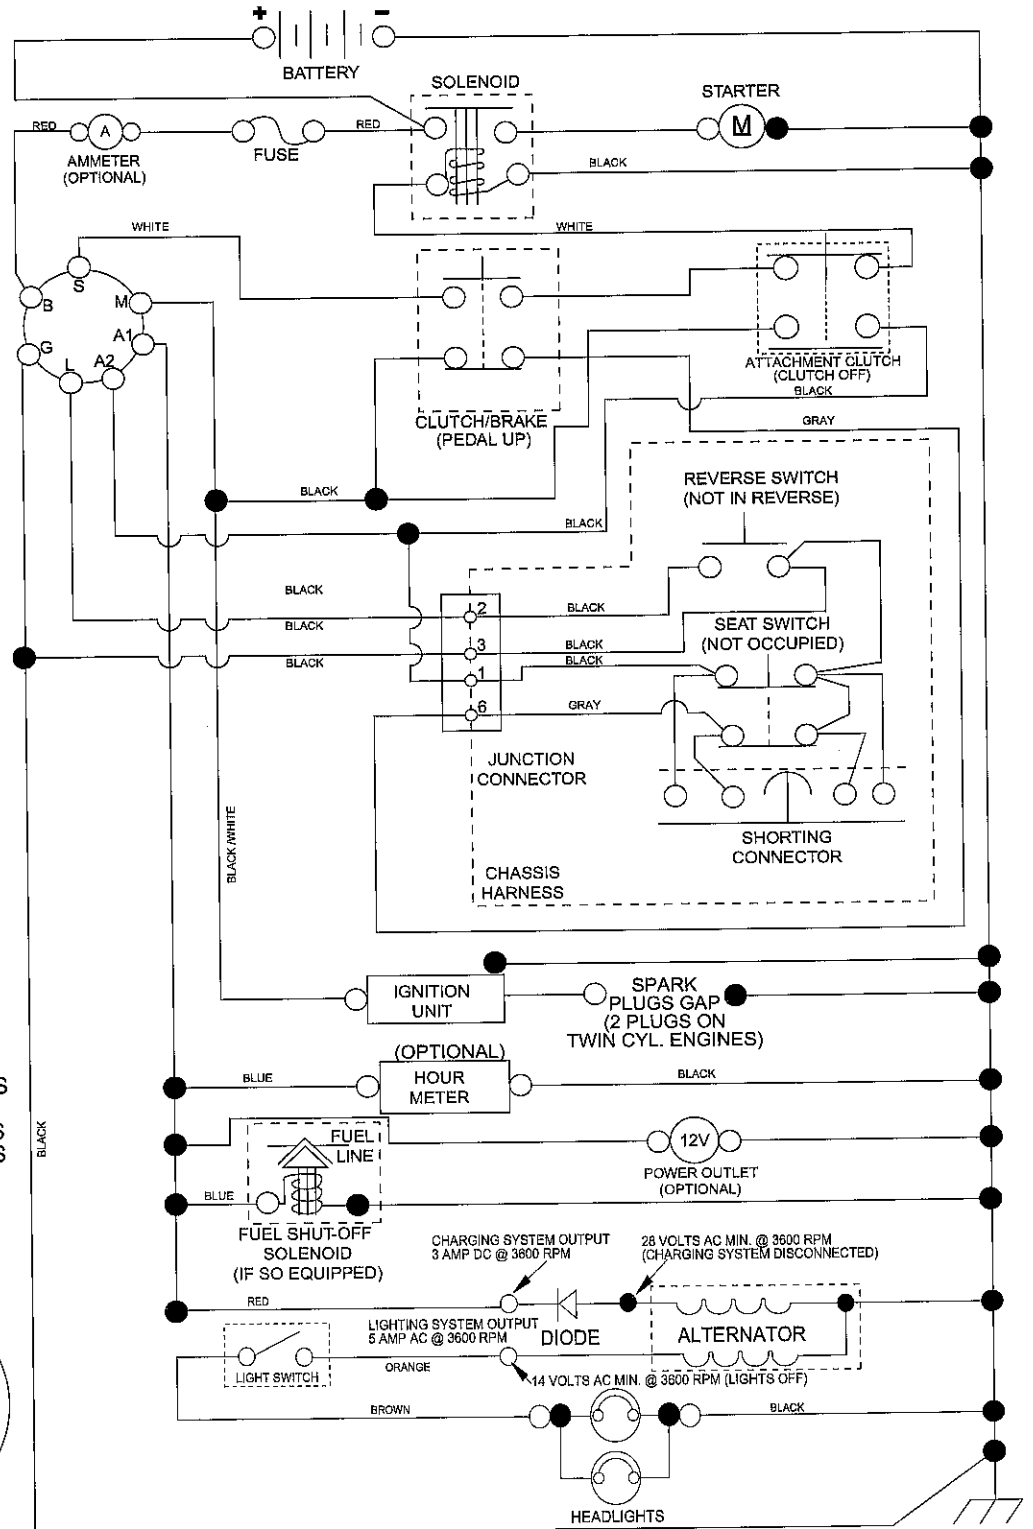 + -
BATTERY
SOLENOID
STARTER
RED
A
RED
M
AMMETER
(OPTIONAL)
FUSE
BLACK
WHITE
WHITE
S
B
M
G
A1
L
A2
ATTACHMENT CLUTCH
(CLUTCH OFF)
BLACK
CLUTCH/BRAKE
(PEDAL UP)
GRAY
REVERSE SWITCH
(NOT IN REVERSE)
BLACK
BLACK
BLACK
2
BLACK
BLACK
SEAT SWITCH
(NOT OCCUPIED)
3
BLACK
BLACK
1
BLACK
6
GRAY
JUNCTION
CONNECTOR
SHORTING
CONNECTOR
BLACK/WHITE
CHASSIS
HARNESS
IGNITION
UNIT
SPARK
PLUGS GAP
(2 PLUGS ON
TWIN CYL. ENGINES)
(OPTIONAL)
HOUR
METER
BLUE
BLACK
S
S
S
BLACK
FUEL
LINE
12V
POWER OUTLET
(OPTIONAL)
BLUE
FUEL SHUT-OFF
SOLENOID
(IF SO EQUIPPED)
CHARGING SYSTEM OUTPUT
3 AMP DC @ 3600 RPM
28 VOLTS AC MIN. @ 3600 RPM
(CHARGING SYSTEM DISCONNECTED)
RED
LIGHTING SYSTEM OUTPUT
5 AMP AC @ 3600 RPM
DIODE
ALTERNATOR
LIGHT SWITCH
ORANGE
14 VOLTS AC MIN. @ 3600 RPM (LIGHTS OFF)
BROWN
BLACK
HEADLIGHTS